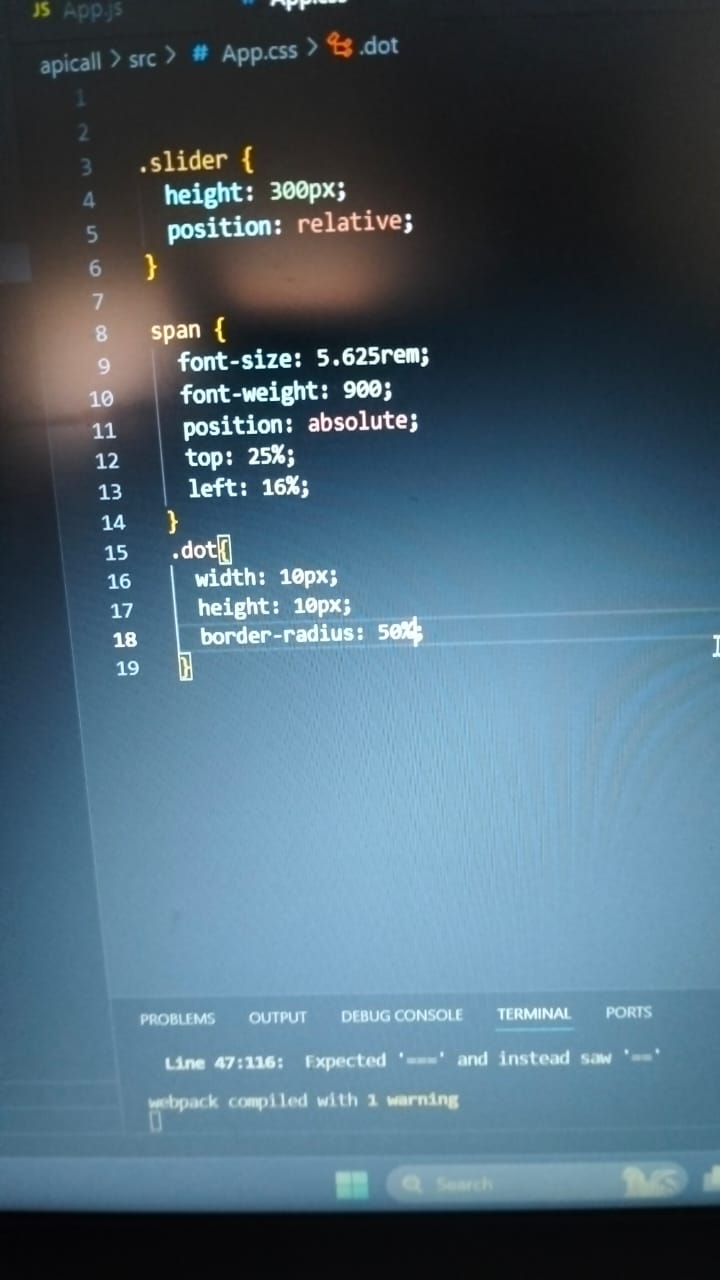 JS App.js
# App.css
apicall > src > # App.css > .dot
1
2
3 .slider {
4 height: 300px;
5 position: relative;
6 }
7
8 span {
9 font-size: 5.625rem;
10 font-weight: 900;
11 position: absolute;
12 top: 25%;
13 left: 16%;
14 }
15 .dot{
16 width: 10px;
17 height: 10px;
18 border-radius: 50%;
19 }
PROBLEMS OUTPUT DEBUG CONSOLE TERMINAL PORTS
Line 47:116: Expected '===' and instead saw '=='
webpack compiled with 1 warning
Search